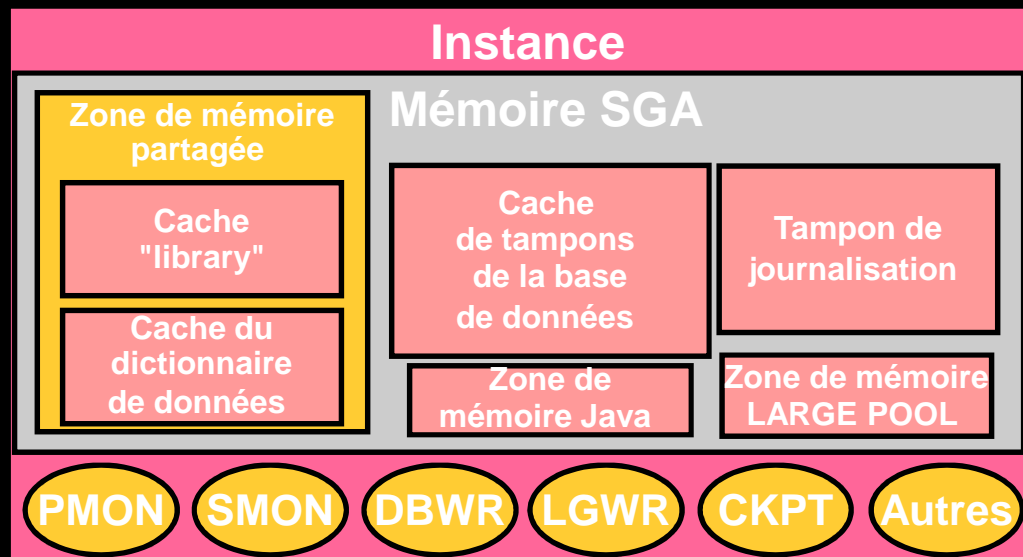 Instance
Mémoire SGA
Zone de mémoire
partagée
Cache
"library"
Cache du
dictionnaire
de données
Cache
de tampons
de la base
de données
Tampon de
journalisation
Zone de
mémoire Java
Zone de mémoire
LARGE POOL
PMON SMON DBWR LGWR CKPT Autres